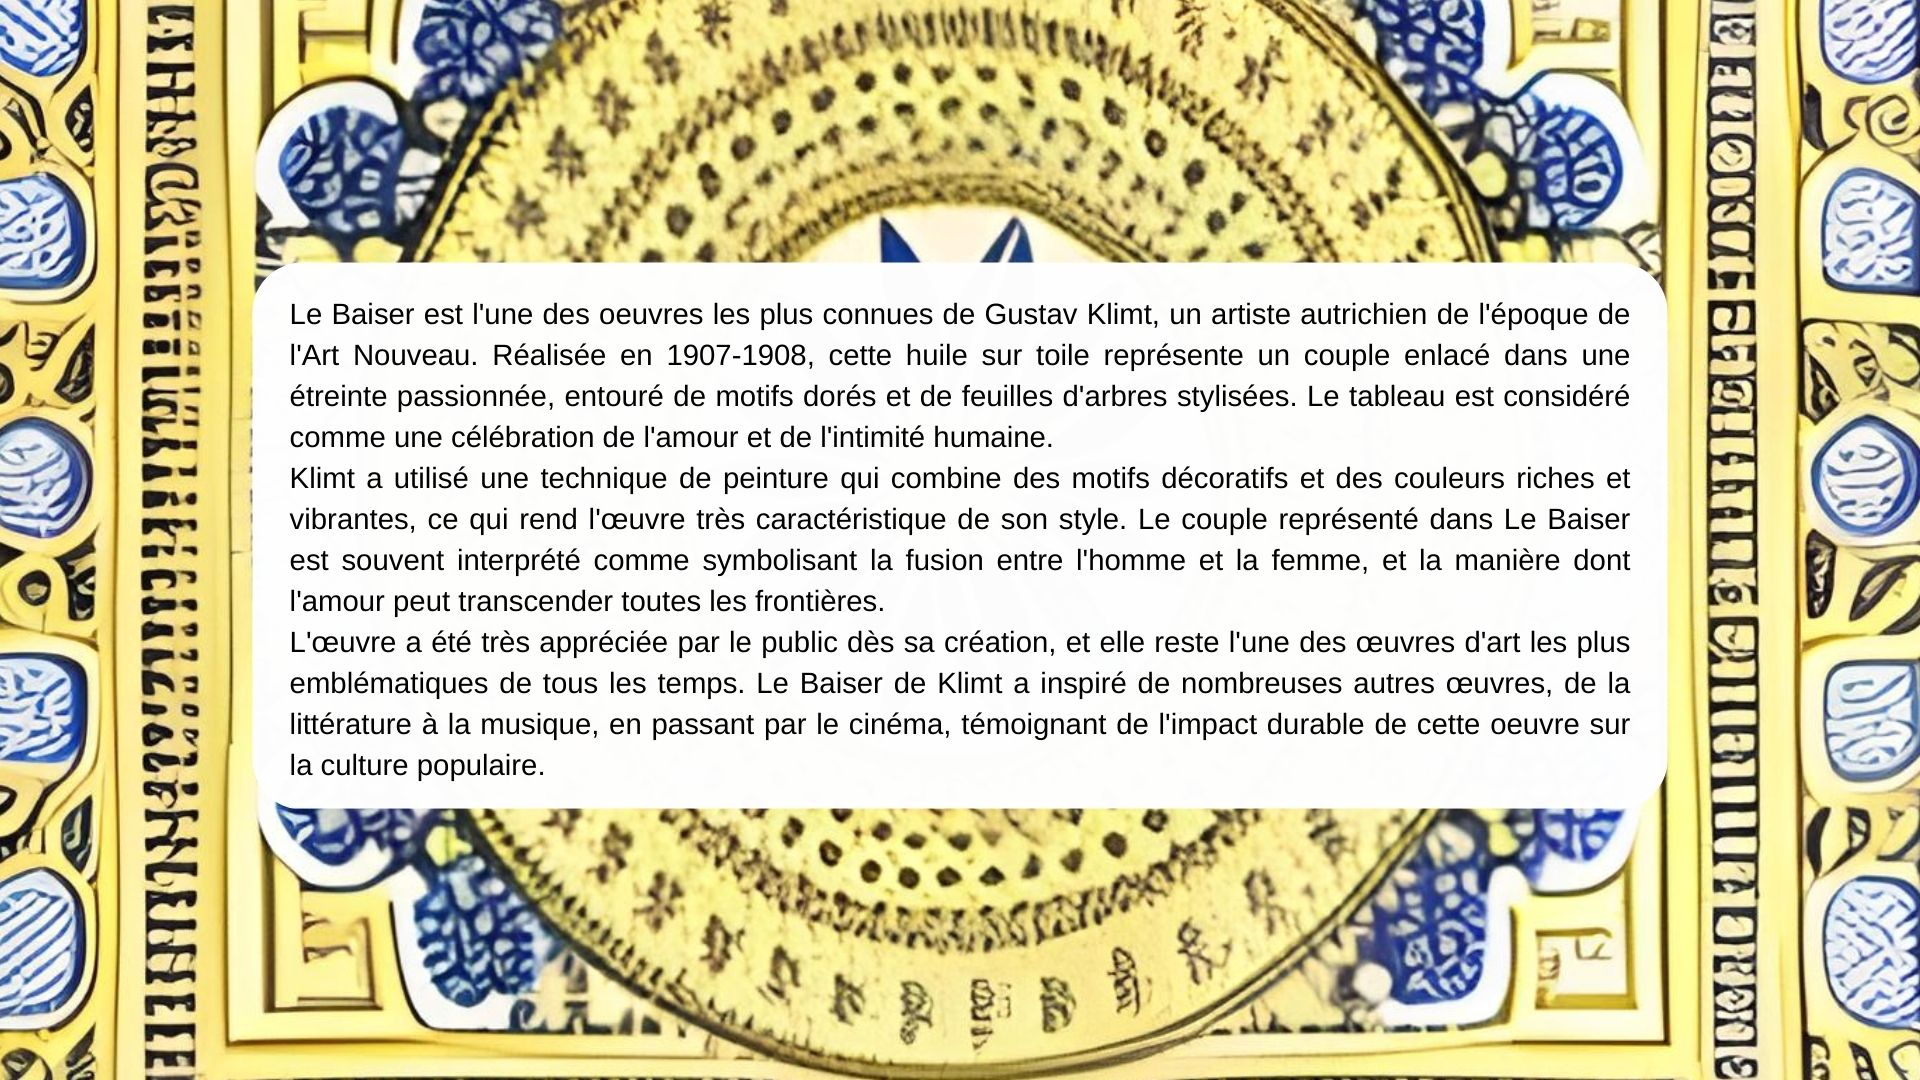 Le Baiser est l'une des oeuvres les plus connues de Gustav Klimt, un artiste autrichien de l'époque de
l'Art Nouveau. Réalisée en 1907-1908, cette huile sur toile représente un couple enlacé dans une
étreinte passionnée, entouré de motifs dorés et de feuilles d'arbres stylisées. Le tableau est considéré
comme une célébration de l'amour et de l'intimité humaine.
Klimt a utilisé une technique de peinture qui combine des motifs décoratifs et des couleurs riches et
vibrantes, ce qui rend l'œuvre très caractéristique de son style. Le couple représenté dans Le Baiser
est souvent interprété comme symbolisant la fusion entre l'homme et la femme, et la manière dont
l'amour peut transcender toutes les frontières.
L'œuvre a été très appréciée par le public dès sa création, et elle reste l'une des œuvres d'art les plus
emblématiques de tous les temps. Le Baiser de Klimt a inspiré de nombreuses autres œuvres, de la
littérature à la musique, en passant par le cinéma, témoignant de l'impact durable de cette oeuvre sur
la culture populaire.